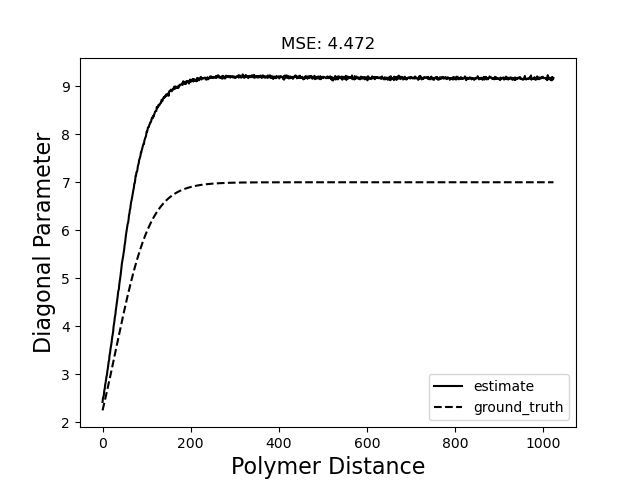 MSE: 4.472
Diagonal Parameter
9
8
7
6
5
4
3
2
estimate
ground_truth
0 200 400 600 800 1000
Polymer Distance